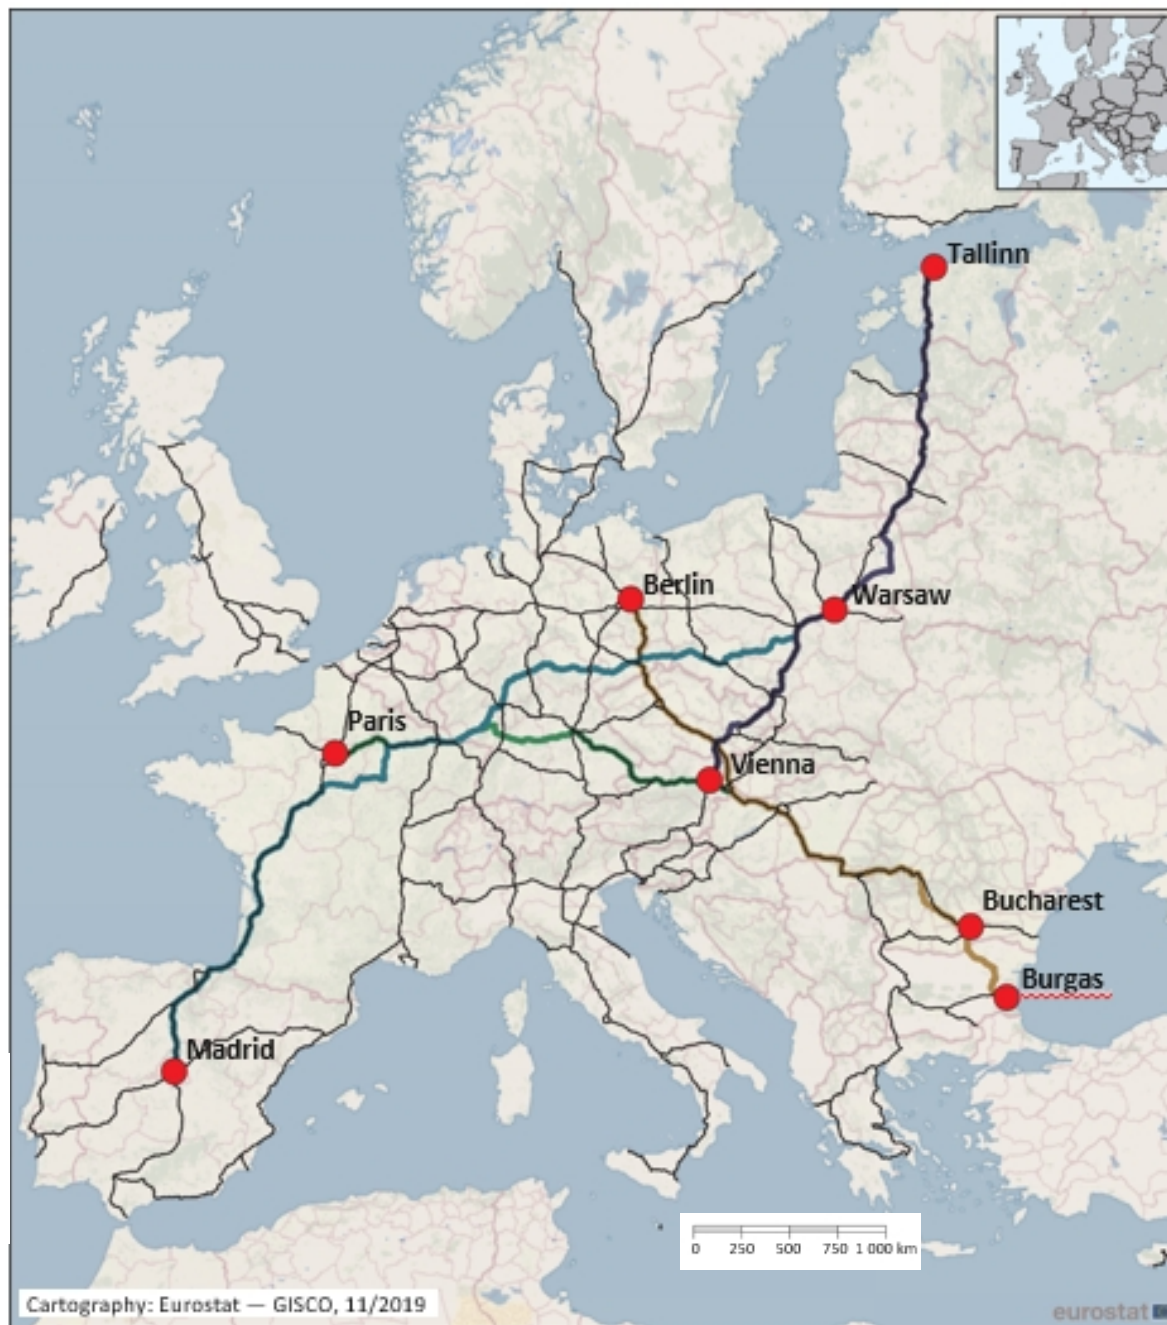 Tallinn
Berlin
Warsaw
Paris
Vienna
Bucharest
Burgas
Madrid
0 250 500 750 1 000 km
Cartography: Eurostat — GISCO, 11/2019
eurostat